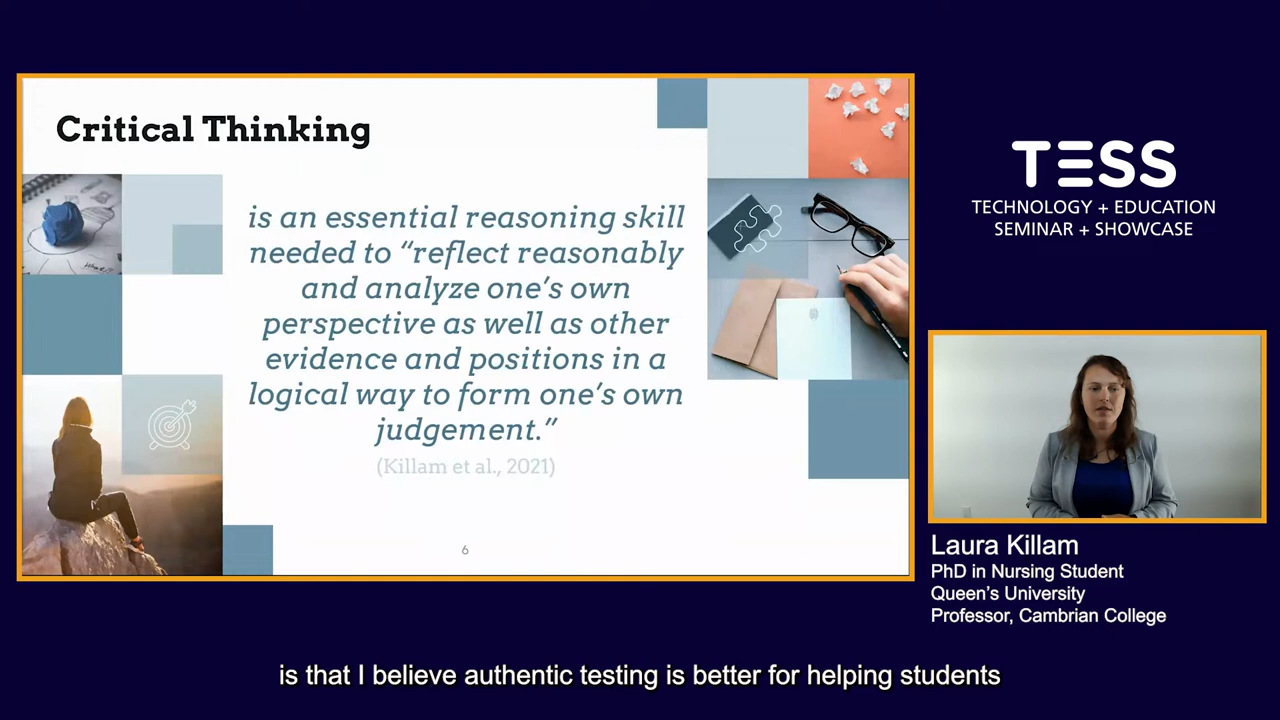 Critical Thinking
is an essential reasoning skill
needed to “reflect reasonably
and analyze one’s own
perspective as well as other
evidence and positions in a
logical way to form one’s own
judgement.”
(Killam et al., 2021)
6
TESS
TECHNOLOGY + EDUCATION
SEMINAR + SHOWCASE
Laura Killam
PhD in Nursing Student
Queen’s University
Professor, Cambrian College
is that I believe authentic testing is better for helping students